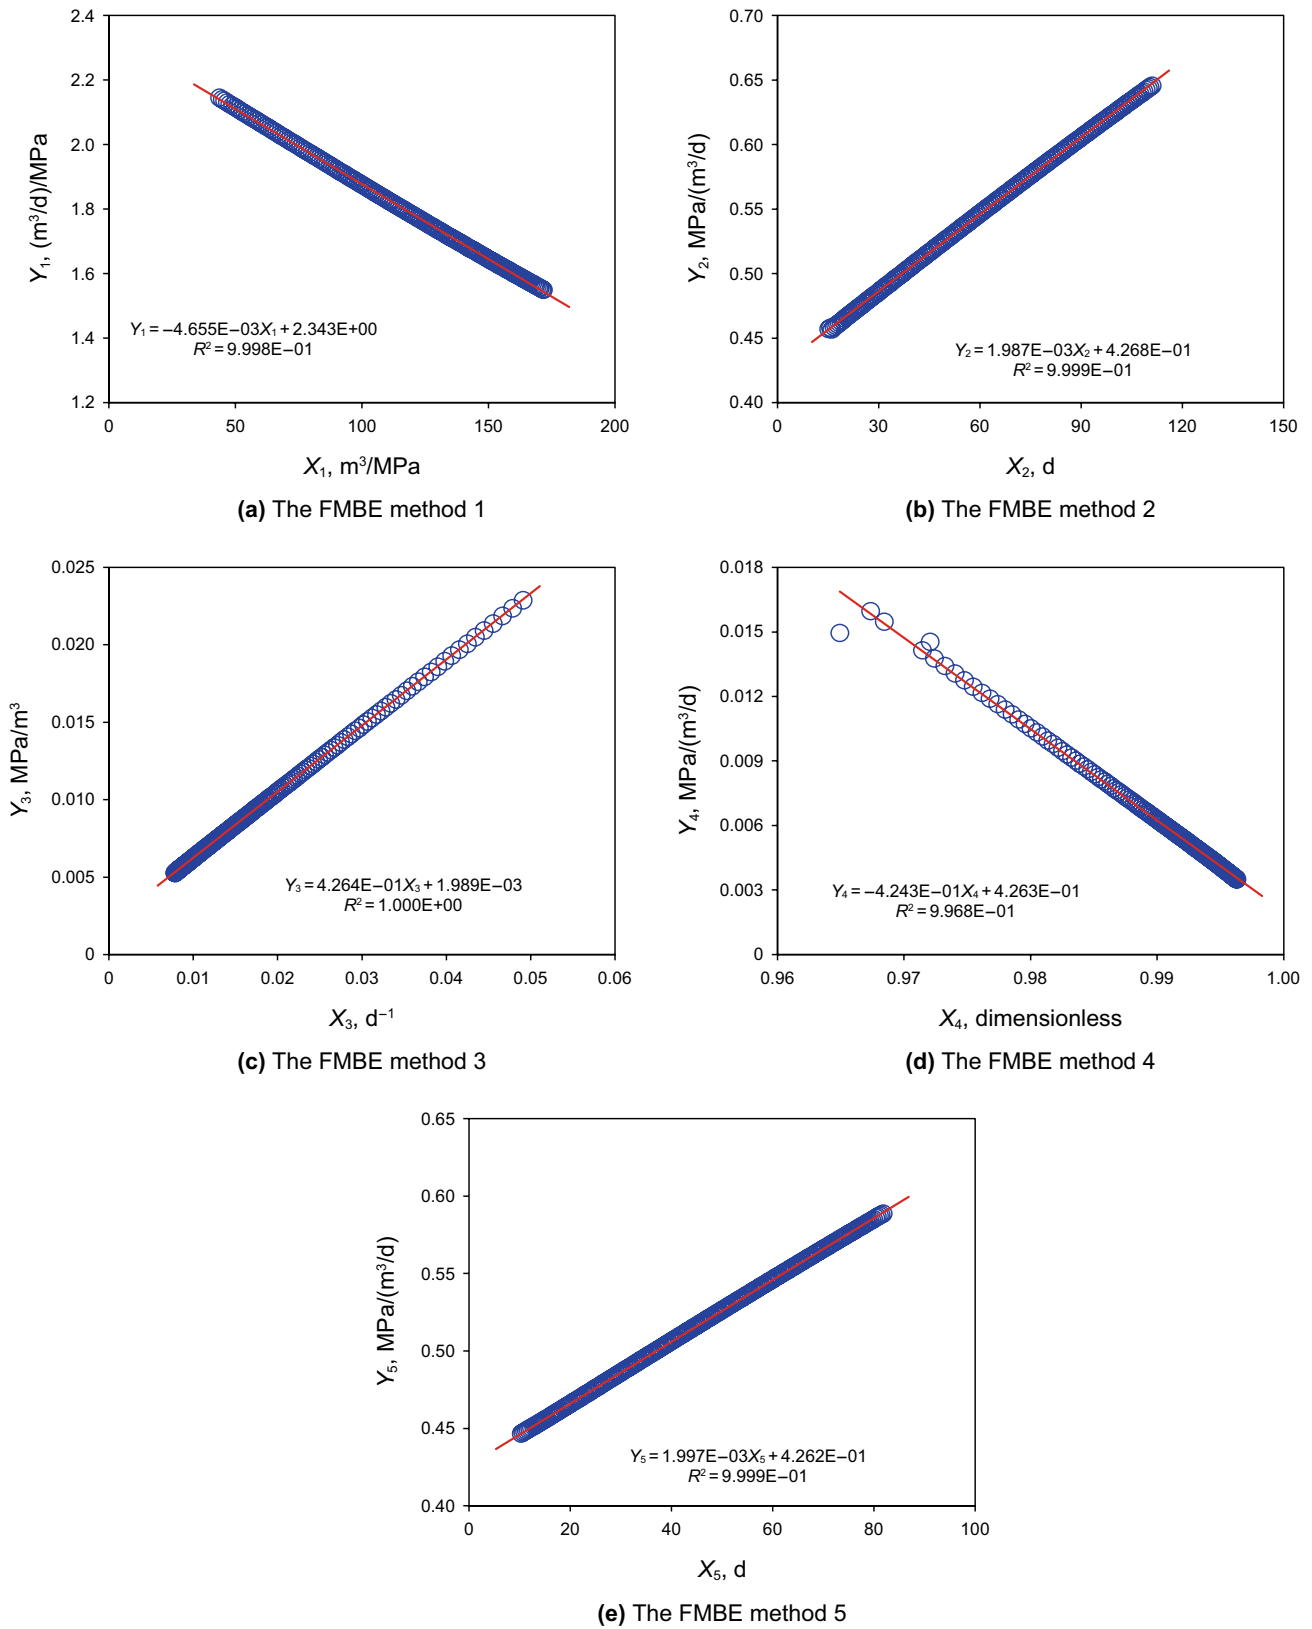 2.4
2.2
2.0
1.8
1.6
1.4
1.2
Y₁, (m³/d)/MPa
Y₁ = −4.655E−03X₁ + 2.343E+00
R² = 9.998E−01
0 50 100 150 200
X₁, m³/MPa
(a) The FMBE method 1
0.70
0.65
0.60
0.55
0.50
0.45
0.40
Y₂, MPa/(m³/d)
Y₂ = 1.987E−03X₂ + 4.268E−01
R² = 9.999E−01
0 30 60 90 120 150
X₂, d
(b) The FMBE method 2
0.025
0.020
0.015
0.010
0.005
0
Y₃, MPa/m³
Y₃ = 4.264E−01X₃ + 1.989E−03
R² = 1.000E+00
0 0.01 0.02 0.03 0.04 0.05 0.06
X₃, d⁻¹
(c) The FMBE method 3
0.018
0.015
0.012
0.009
0.006
0.003
0
Y₄, MPa/(m³/d)
Y₄ = −4.243E−01X₄ + 4.263E−01
R² = 9.968E−01
0.96 0.97 0.98 0.99 1.00
X₄, dimensionless
(d) The FMBE method 4
0.65
0.60
0.55
0.50
0.45
0.40
Y₅, MPa/(m³/d)
Y₅ = 1.997E−03X₅ + 4.262E−01
R² = 9.999E−01
0 20 40 60 80 100
X₅, d
(e) The FMBE method 5